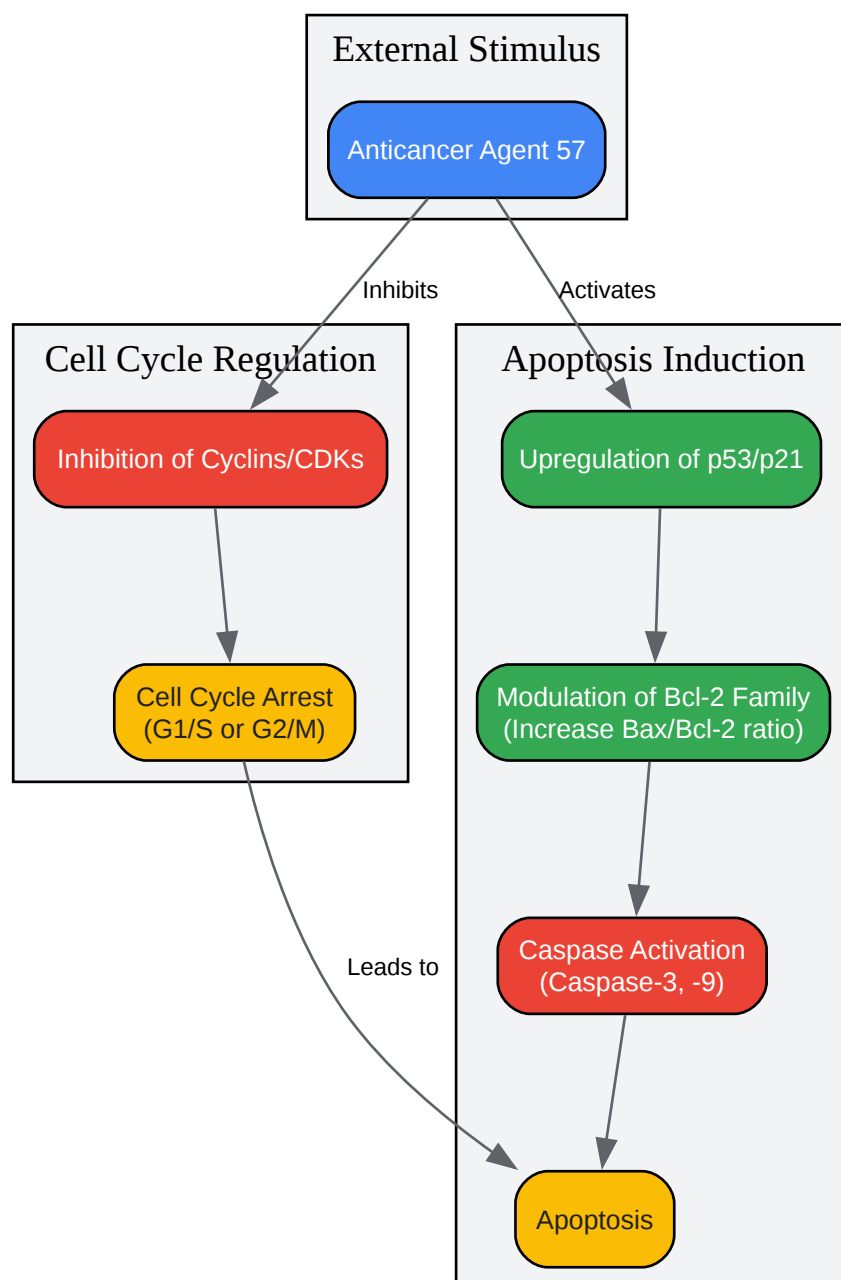 External Stimulus
Anticancer Agent 57
Inhibits
Activates
Cell Cycle Regulation
Inhibition of Cyclins/CDKs
Cell Cycle Arrest
(G1/S or G2/M)
Leads to
Apoptosis Induction
Upregulation of p53/p21
Modulation of Bcl-2 Family
(Increase Bax/Bcl-2 ratio)
Caspase Activation
(Caspase-3, -9)
Apoptosis